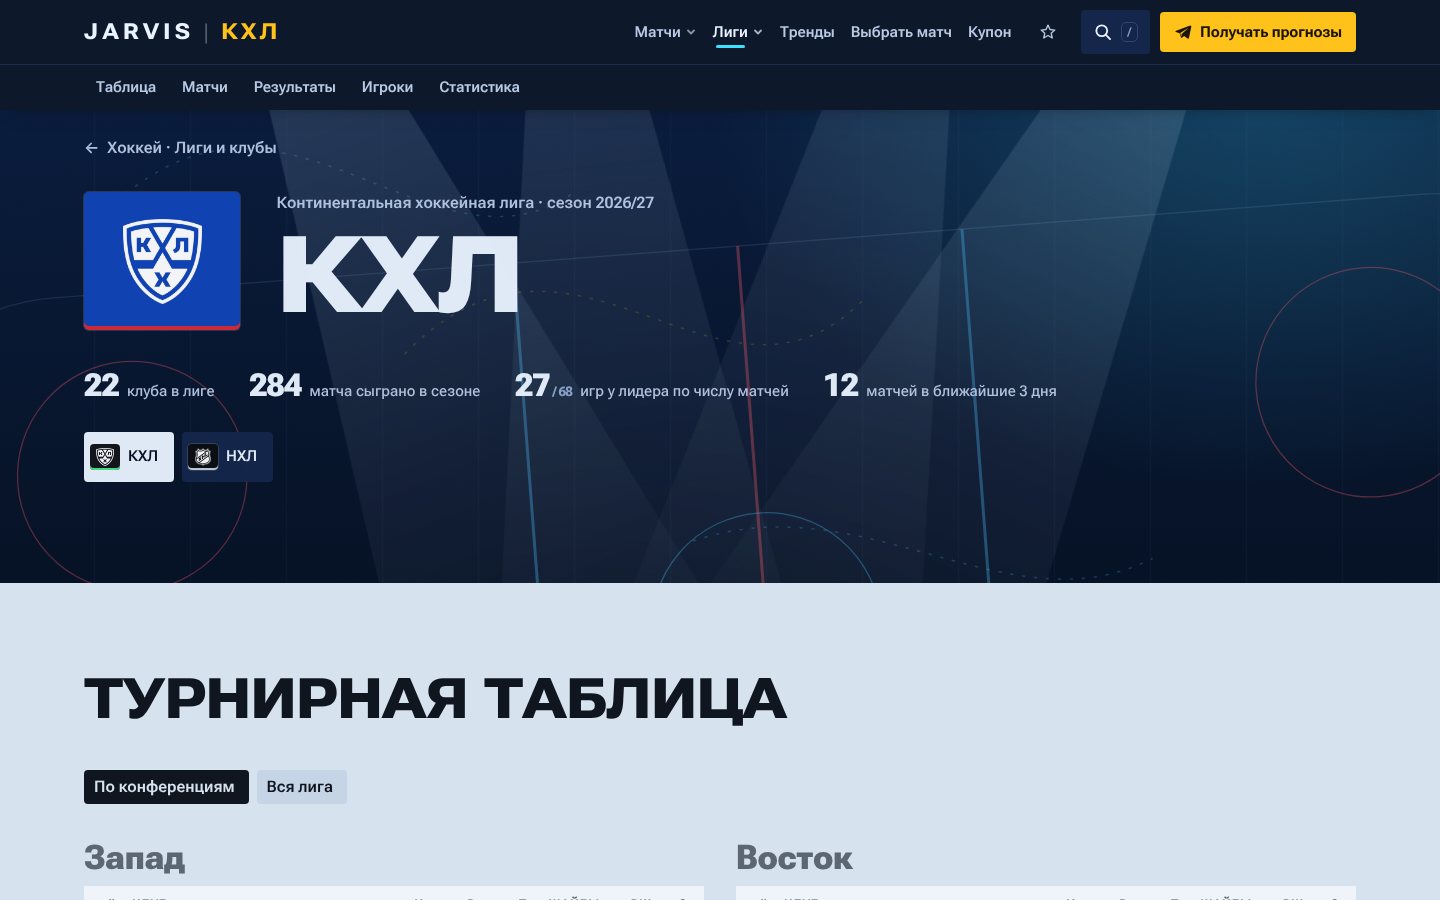 JARVIS | КХЛ
Матчи Лиги Тренды Выбрать матч Купон / Получать прогнозы
Таблица Матчи Результаты Игроки Статистика
← Хоккей · Лиги и клубы
Континентальная хоккейная лига · сезон 2026/27
КХЛ
К Л
Х
22 клуба в лиге 284 матча сыграно в сезоне 27 /68 игр у лидера по числу матчей 12 матчей в ближайшие 3 дня
КХЛ НХЛ
ТУРНИРНАЯ ТАБЛИЦА
По конференциям Вся лига
Запад Восток